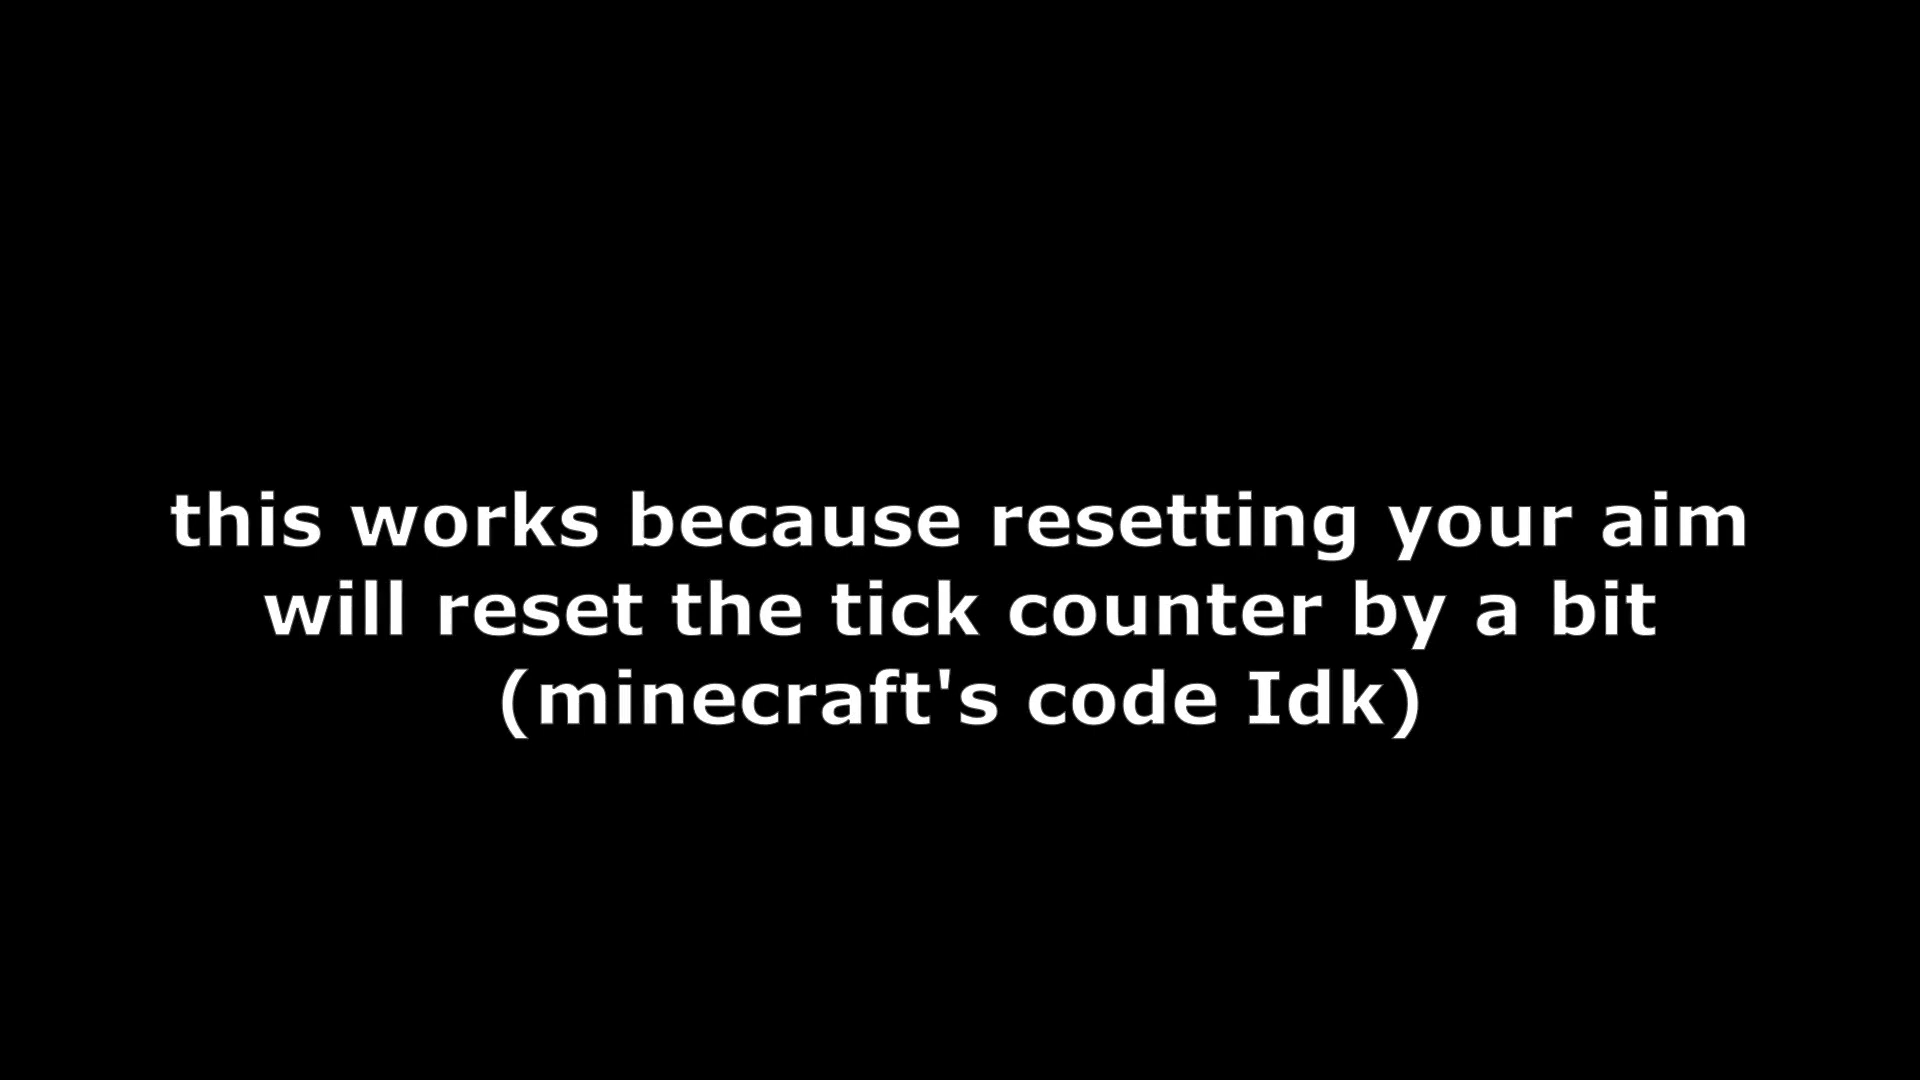 this works because resetting your aim
will reset the tick counter by a bit
(minecraft's code Idk)